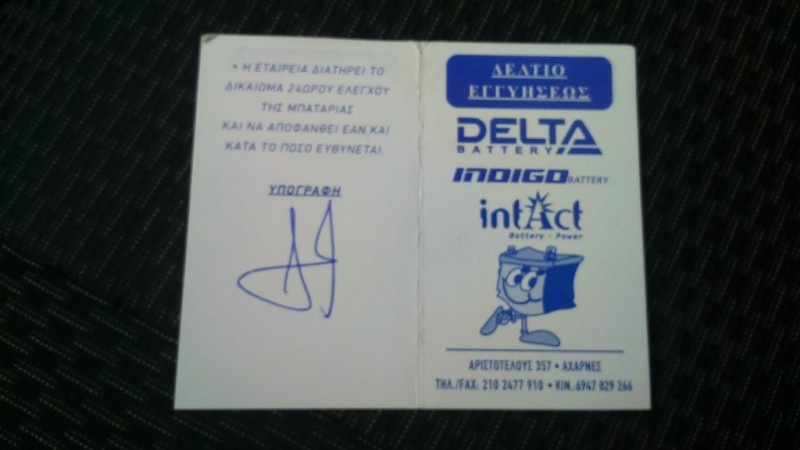 • Η ΕΤΑΙΡΕΙΑ ΔΙΑΤΗΡΕΙ ΤΟ
ΔΙΚΑΙΩΜΑ 24ΩΡΟΥ ΕΛΕΓΧΟΥ
ΤΗΣ ΜΠΑΤΑΡΙΑΣ
ΚΑΙ ΝΑ ΑΠΟΦΑΝΘΕΙ ΕΑΝ ΚΑΙ
ΚΑΤΑ ΤΟ ΠΟΣΟ ΕΥΘΥΝΕΤΑΙ.
ΥΠΟΓΡΑΦΗ
ΔΕΛΤΙΟ
ΕΓΓΥΗΣΕΩΣ
DELTA
BATTERY
INDIGO BATTERY
intAct
Battery - Power
ΑΡΙΣΤΟΤΕΛΟΥΣ 357 • ΑΧΑΡΝΕΣ
ΤΗΛ./FAX: 210 2477 910 • ΚΙΝ.: 6947 829 266